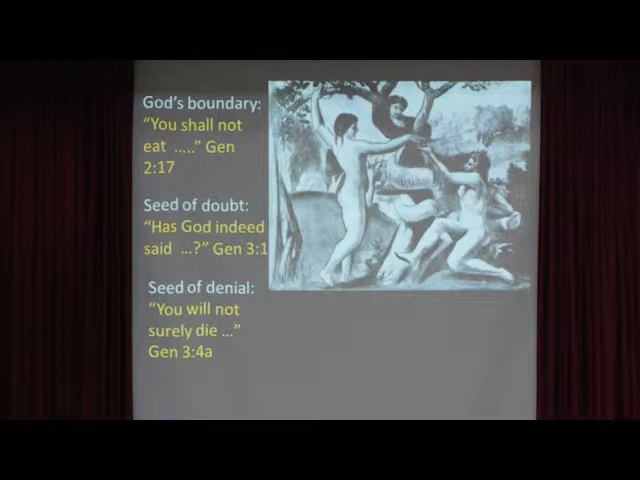 God's boundary:
"You shall not
eat ....." Gen
2:17
Seed of doubt:
"Has God indeed
said ...?" Gen 3:1
Seed of denial:
"You will not
surely die ..."
Gen 3:4a